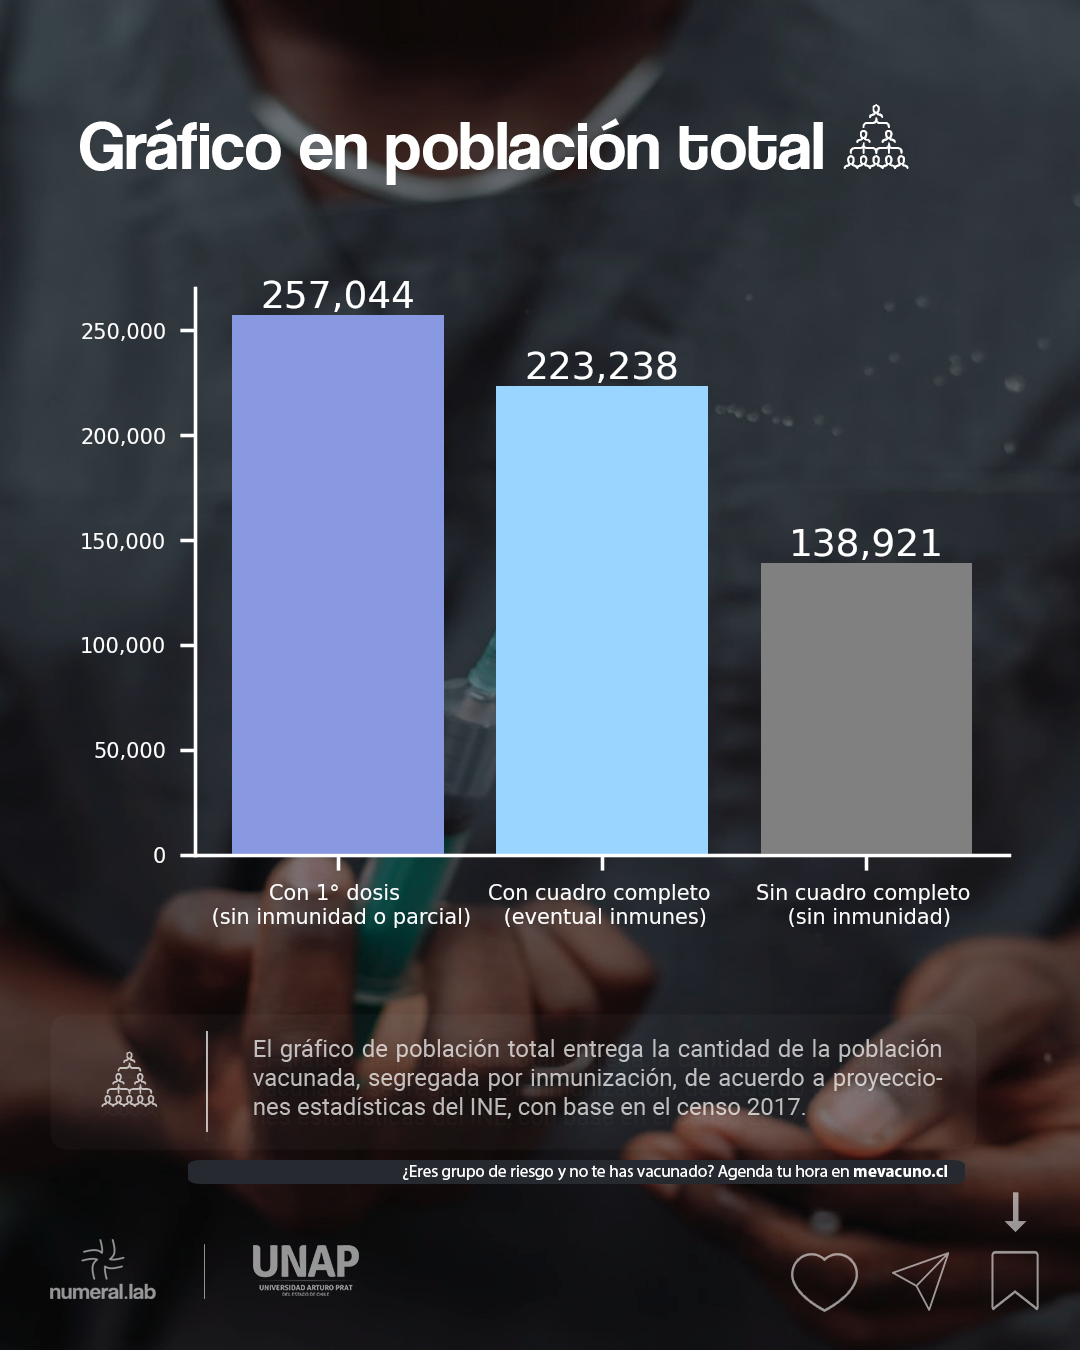 Gráfico en población total
257,044
223,238
138,921
250,000
200,000
150,000
100,000
50,000
0
Con 1° dosis
(sin inmunidad o parcial)
Con cuadro completo
(eventual inmunes)
Sin cuadro completo
(sin inmunidad)
El gráfico de población total entrega la cantidad de la población
vacunada, segregada por inmunización, de acuerdo a proyeccio-
nes estadísticas del INE, con base en el censo 2017.
¿Eres grupo de riesgo y no te has vacunado? Agenda tu hora en mevacuno.cl
numeral.lab
UNAP
UNIVERSIDAD ARTURO PRAT
DEL ESTADO DE CHILE